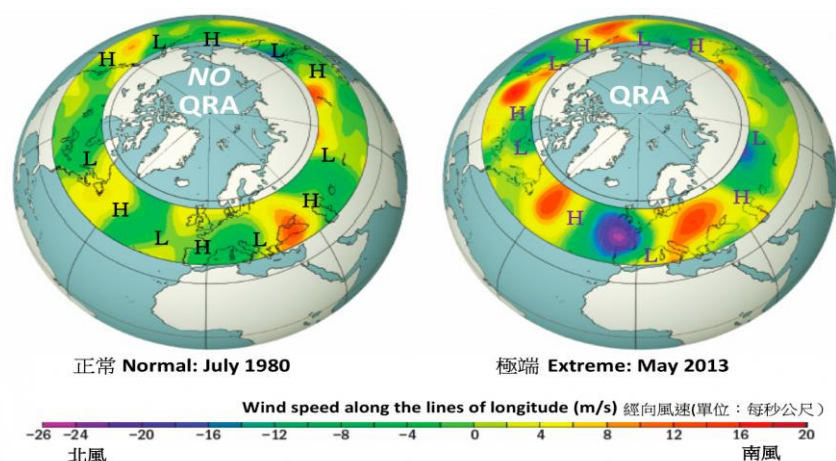 NO
QRA
H
L
H
L
H
H
L
L
H
H
L
L
QRA
H
L
H
L
H
L
L
H
H
L
正常 Normal: July 1980
極端 Extreme: May 2013
Wind speed along the lines of longitude (m/s) 經向風速(單位：每秒公尺)
-26 -24 -20 -16 -12 -8 -4 0 4 8 12 16 20
北風
南風